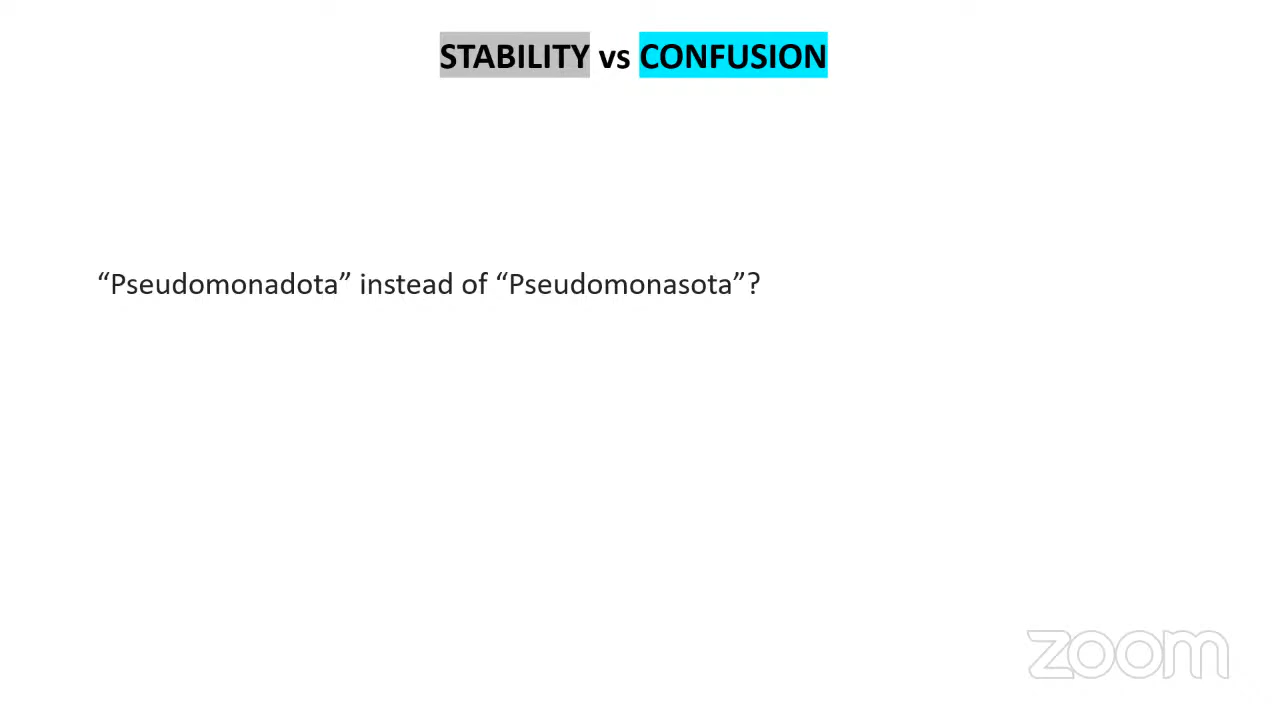 STABILITY vs CONFUSION
“Pseudomonadota” instead of “Pseudomonasota”?
zoom